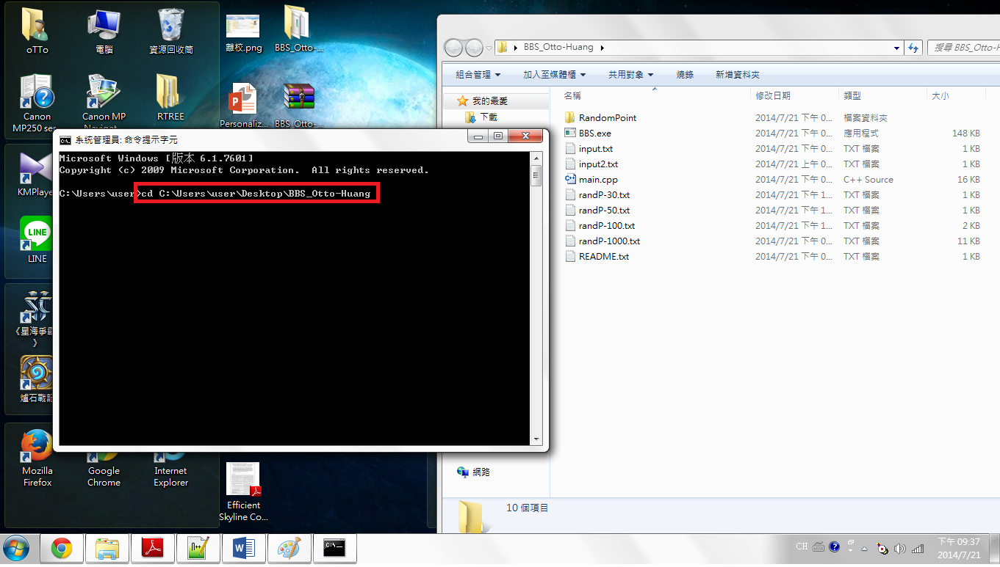 oTTo
電腦
資源回收筒
離校.png
BBS_Otto-...
Canon
MP250 ser...
Canon MP
Navigat...
RTREE
Personaliz...
BBS_Otto-...
KMPlaye
LINE
《星海爭
》
爐石戰記
Mozilla
Firefox
Google
Chrome
Internet
Explorer
Efficient
Skyline Co...
系統管理員: 命令提示字元
Microsoft Windows [版本 6.1.7601]
Copyright (c) 2009 Microsoft Corporation.  All rights reserved.
C:\Users\user>cd C:\Users\user\Desktop\BBS_Otto-Huang
BBS_Otto-Huang
搜尋 BBS_Otto-H
組合管理 加入至媒體櫃 共用對象 燒錄 新增資料夾
我的最愛
下載
網路
名稱 修改日期 類型 大小
RandomPoint 2014/7/21 下午 0... 檔案資料夾
BBS.exe 2014/7/21 下午 0... 應用程式 148 KB
input.txt 2014/7/21 下午 0... TXT 檔案 1 KB
input2.txt 2014/7/21 上午 0... TXT 檔案 1 KB
main.cpp 2014/7/21 下午 0... C++ Source 16 KB
randP-30.txt 2014/7/21 下午 1... TXT 檔案 1 KB
randP-50.txt 2014/7/21 下午 1... TXT 檔案 1 KB
randP-100.txt 2014/7/21 下午 1... TXT 檔案 2 KB
randP-1000.txt 2014/7/21 下午 0... TXT 檔案 11 KB
README.txt 2014/7/21 下午 0... TXT 檔案 1 KB
10 個項目
CH
下午 09:37
2014/7/21